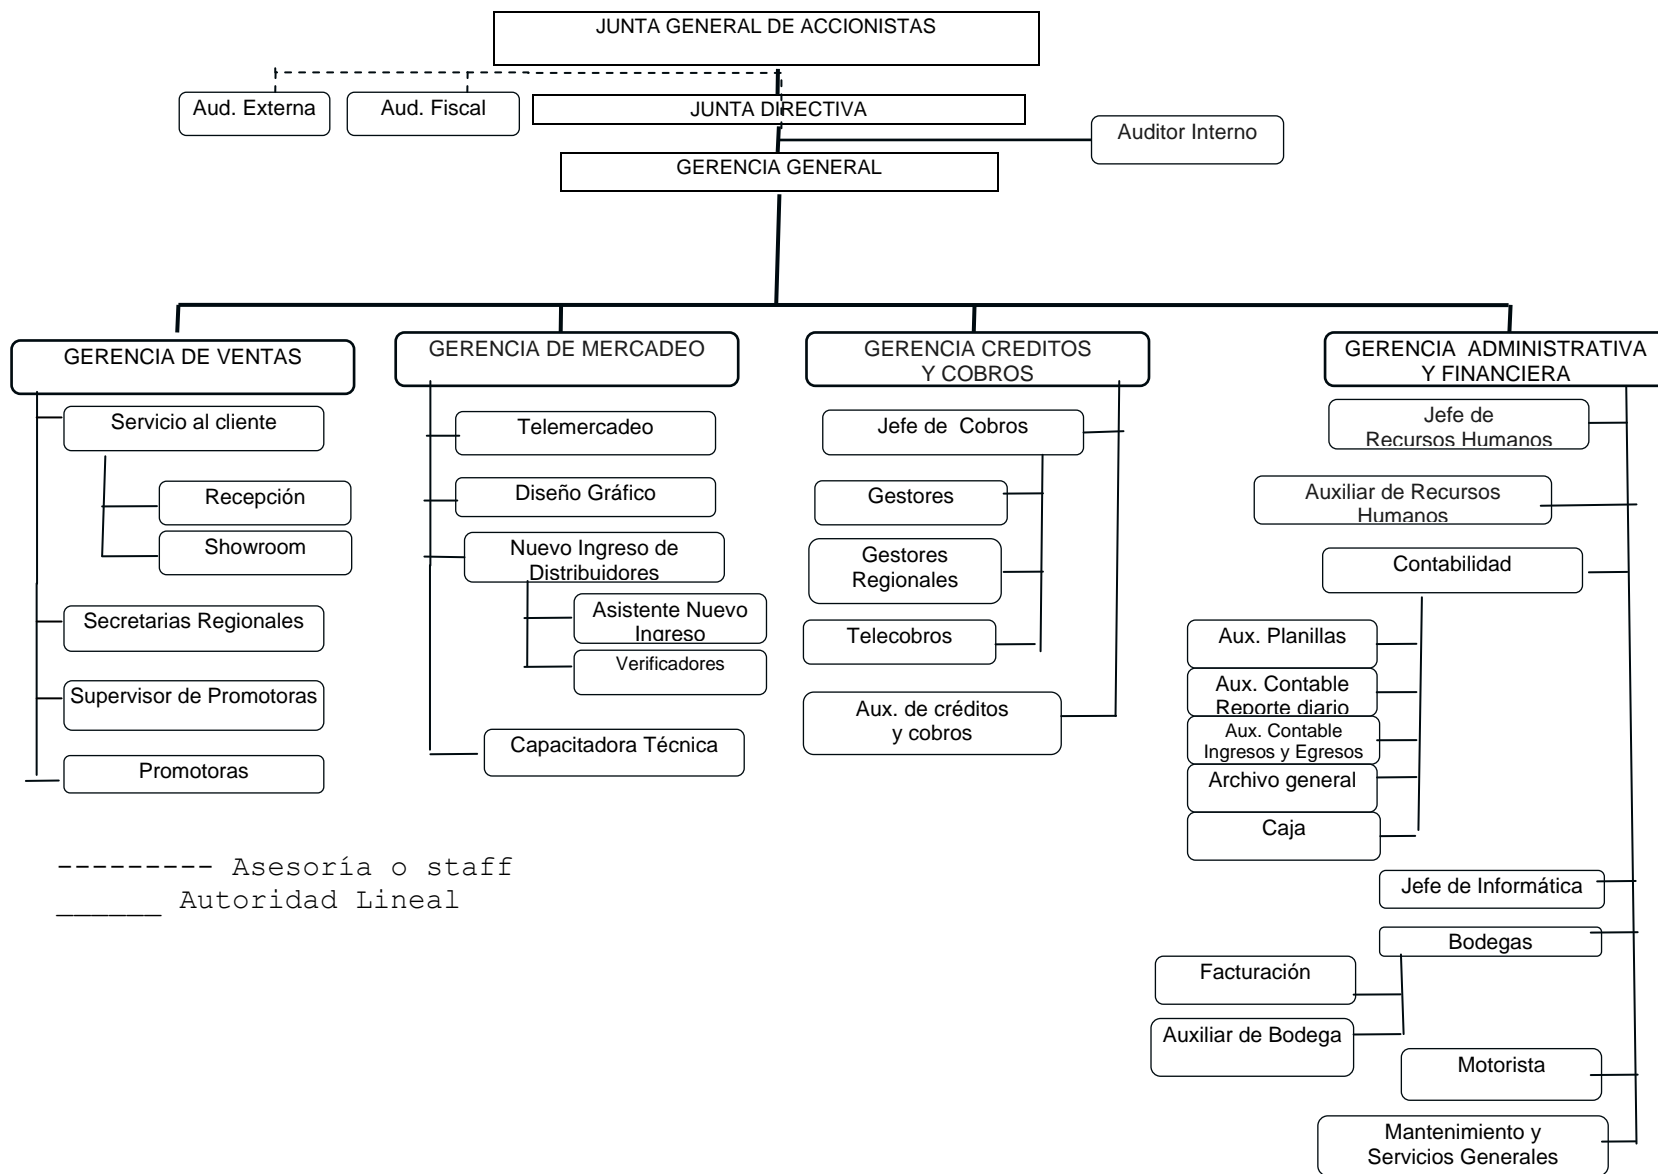 JUNTA GENERAL DE ACCIONISTAS
Aud. Externa
Aud. Fiscal
JUNTA DIRECTIVA
Auditor Interno
GERENCIA GENERAL
GERENCIA DE VENTAS
Servicio al cliente
Recepción
Showroom
Secretarias Regionales
Supervisor de Promotoras
Promotoras
GERENCIA DE MERCADEO
Telemercadeo
Diseño Gráfico
Nuevo Ingreso de
Distribuidores
Asistente Nuevo
Ingreso
Verificadores
Capacitadora Técnica
GERENCIA CREDITOS
Y COBROS
Jefe de Cobros
Gestores
Gestores
Regionales
Telecobros
Aux. de créditos
y cobros
GERENCIA ADMINISTRATIVA
Y FINANCIERA
Jefe de
Recursos Humanos
Auxiliar de Recursos
Humanos
Contabilidad
Aux. Planillas
Aux. Contable
Reporte diario
Aux. Contable
Ingresos y Egresos
Archivo general
Caja
Jefe de Informática
Bodegas
Facturación
Auxiliar de Bodega
Motorista
Mantenimiento y
Servicios Generales
--------- Asesoría o staff
______ Autoridad Lineal